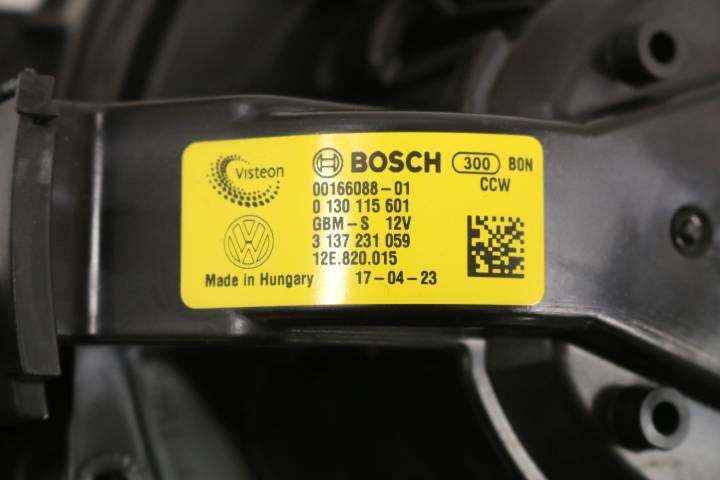 Visteon
BOSCH 300 BON
CCW
00166088-01
0 130 115 601
GBM-S 12V
3 137 231 059
12E.820.015
Made in Hungary 17-04-23